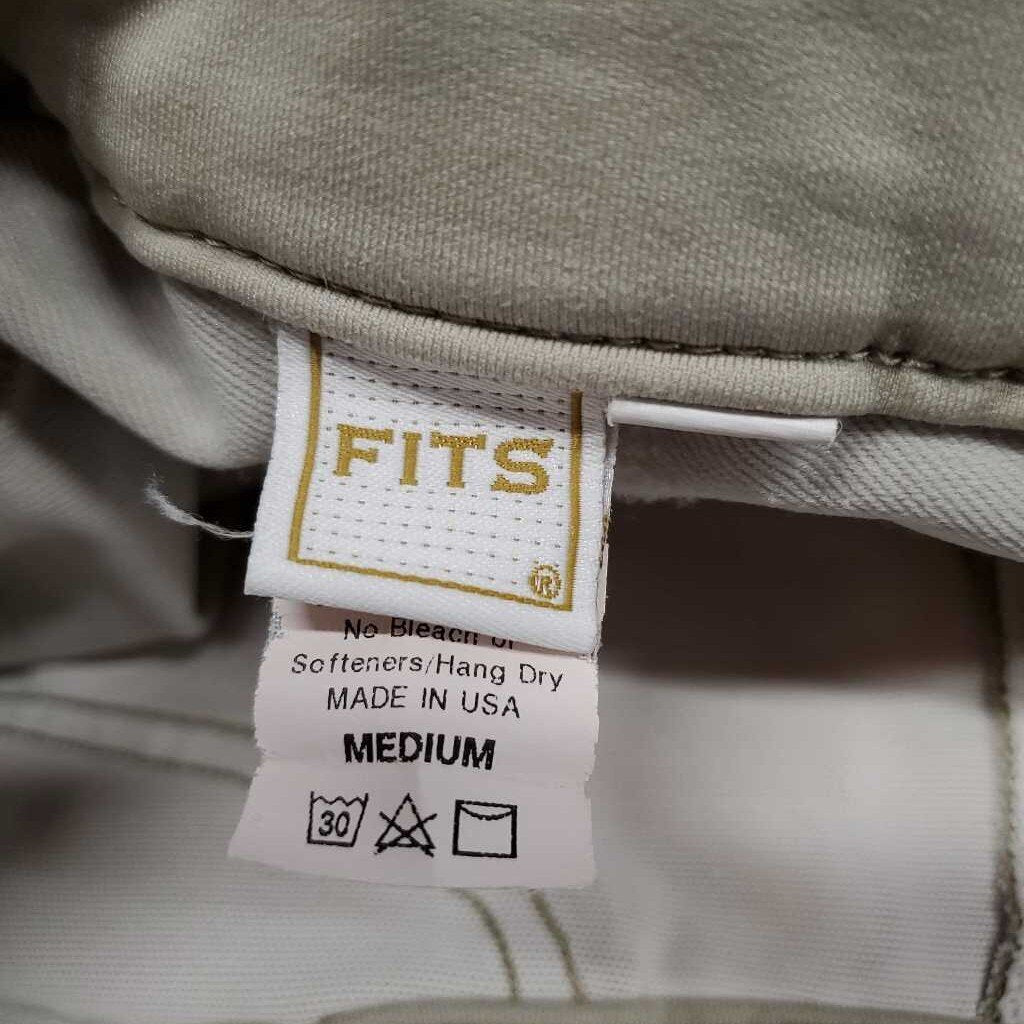 FITS
®
No Bleach or
Softeners/Hang Dry
MADE IN USA
MEDIUM
30